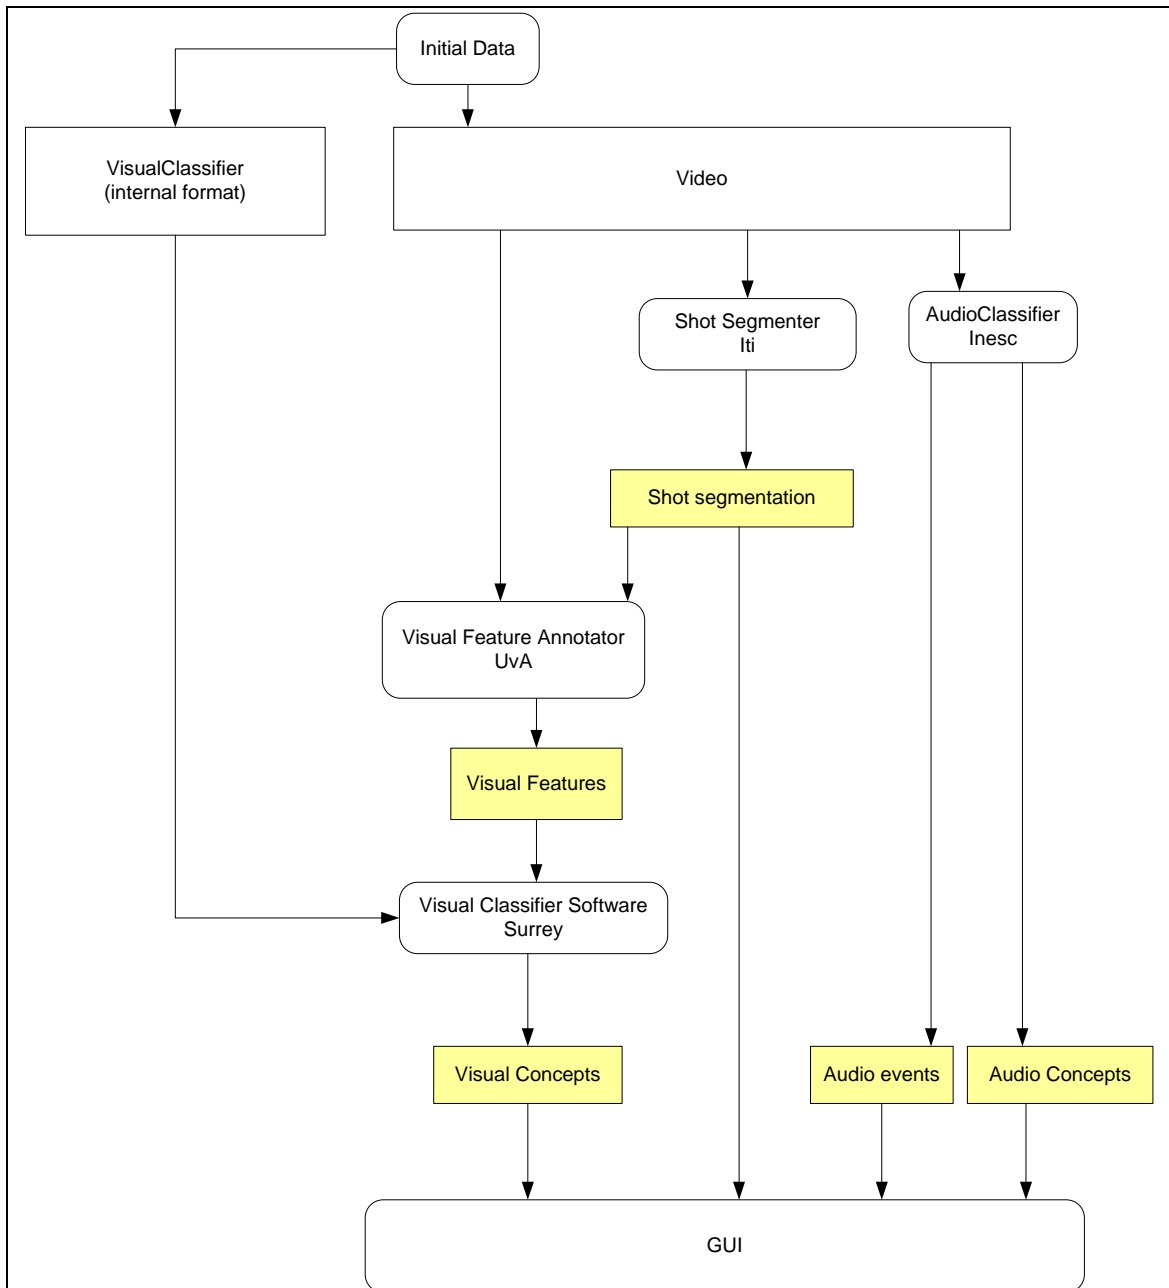 Initial Data
VisualClassifier
(internal format)
Video
Shot Segmenter
Iti
AudioClassifier
Inesc
Shot segmentation
Visual Feature Annotator
UvA
Visual Features
Visual Classifier Software
Surrey
Visual Concepts
Audio events
Audio Concepts
GUI